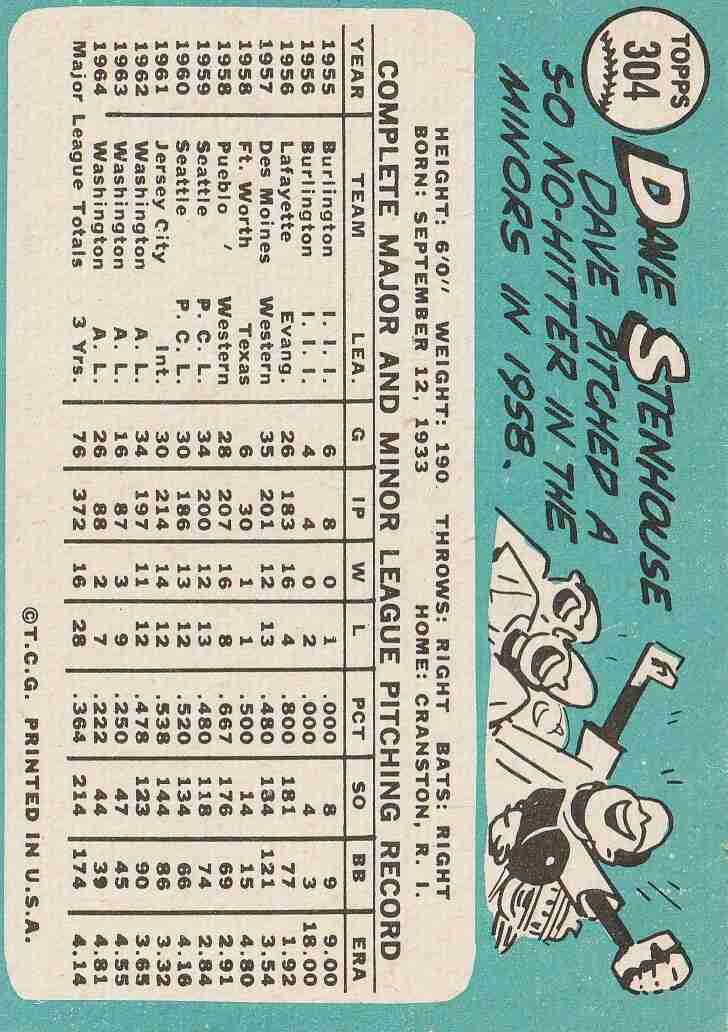 TOPPS
304
DAVE STENHOUSE
DAVE PITCHED A
SO NO-HITTER IN THE
MINORS IN 1958.
HEIGHT: 6'0" WEIGHT: 190 THROWS: RIGHT BATS: RIGHT
BORN: SEPTEMBER 12, 1933 HOME: CRANSTON, R. I.
COMPLETE MAJOR AND MINOR LEAGUE PITCHING RECORD
YEAR TEAM LEA. G IP W L PCT SO BB ERA
1955 Burlington I. I. I. 6 8 0 1 .000 8 9 9.00
1956 Burlington I. I. I. 4 4 0 2 .000 4 3 18.00
1956 Lafayette Evang. 26 183 16 4 .800 181 77 1.92
1957 Des Moines Western 35 201 12 13 .480 184 121 3.54
1958 Ft. Worth Texas 6 30 1 1 .500 14 15 4.80
1958 Pueblo Western 28 207 16 8 .667 176 69 2.91
1959 Seattle P. C. L. 34 200 12 13 .480 118 74 2.84
1960 Seattle P. C. L. 30 186 13 12 .520 134 66 4.16
1961 Jersey City Int. 30 214 14 12 .538 144 86 3.32
1962 Washington A. L. 34 197 11 12 .478 123 90 3.65
1963 Washington A. L. 16 87 3 9 .250 47 45 4.55
1964 Washington A. L. 26 88 2 7 .222 44 39 4.81
Major League Totals 3 Yrs. 76 372 16 28 .364 214 174 4.14
©T.C.G. PRINTED IN U.S.A.